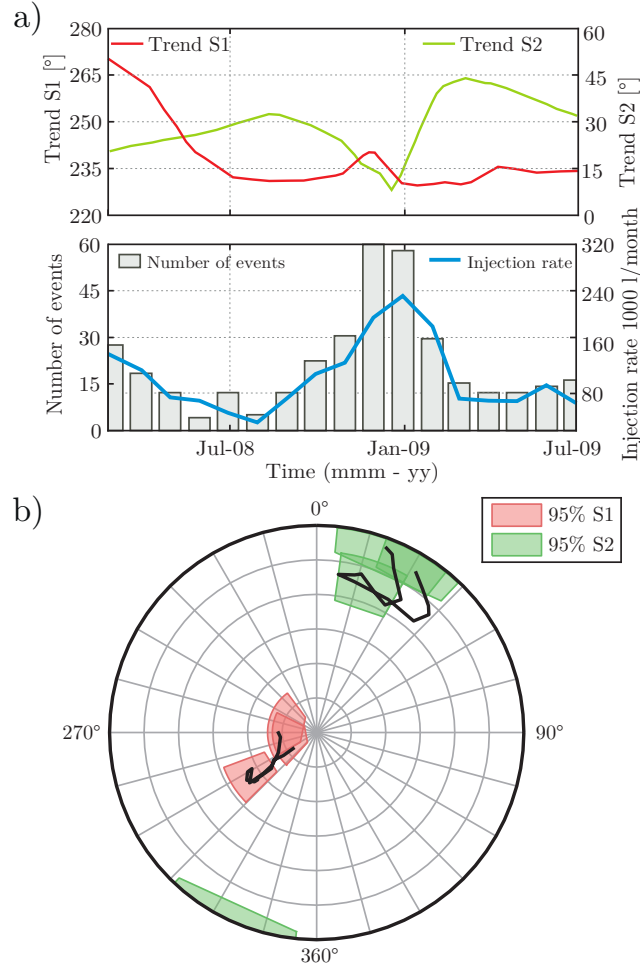 a)
Trend S1
Trend S2
Trend S1 [°]
280
265
250
235
220
60
45
30
15
0
Trend S2 [°]
Number of events
Injection rate
Number of events
60
45
30
15
0
320
240
160
80
Injection rate 1000 l/month
Jul-08
Jan-09
Jul-09
Time (mmm - yy)
b)
95% S1
95% S2
0°
270°
90°
360°